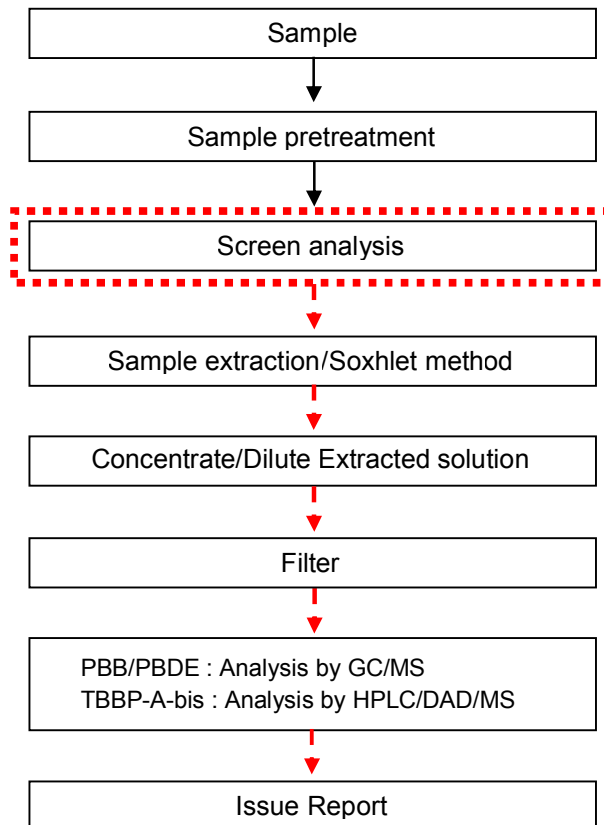 Sample
Sample pretreatment
Screen analysis
Sample extraction/Soxhlet method
Concentrate/Dilute Extracted solution
Filter
PBB/PBDE : Analysis by GC/MS
TBBP-A-bis : Analysis by HPLC/DAD/MS
Issue Report